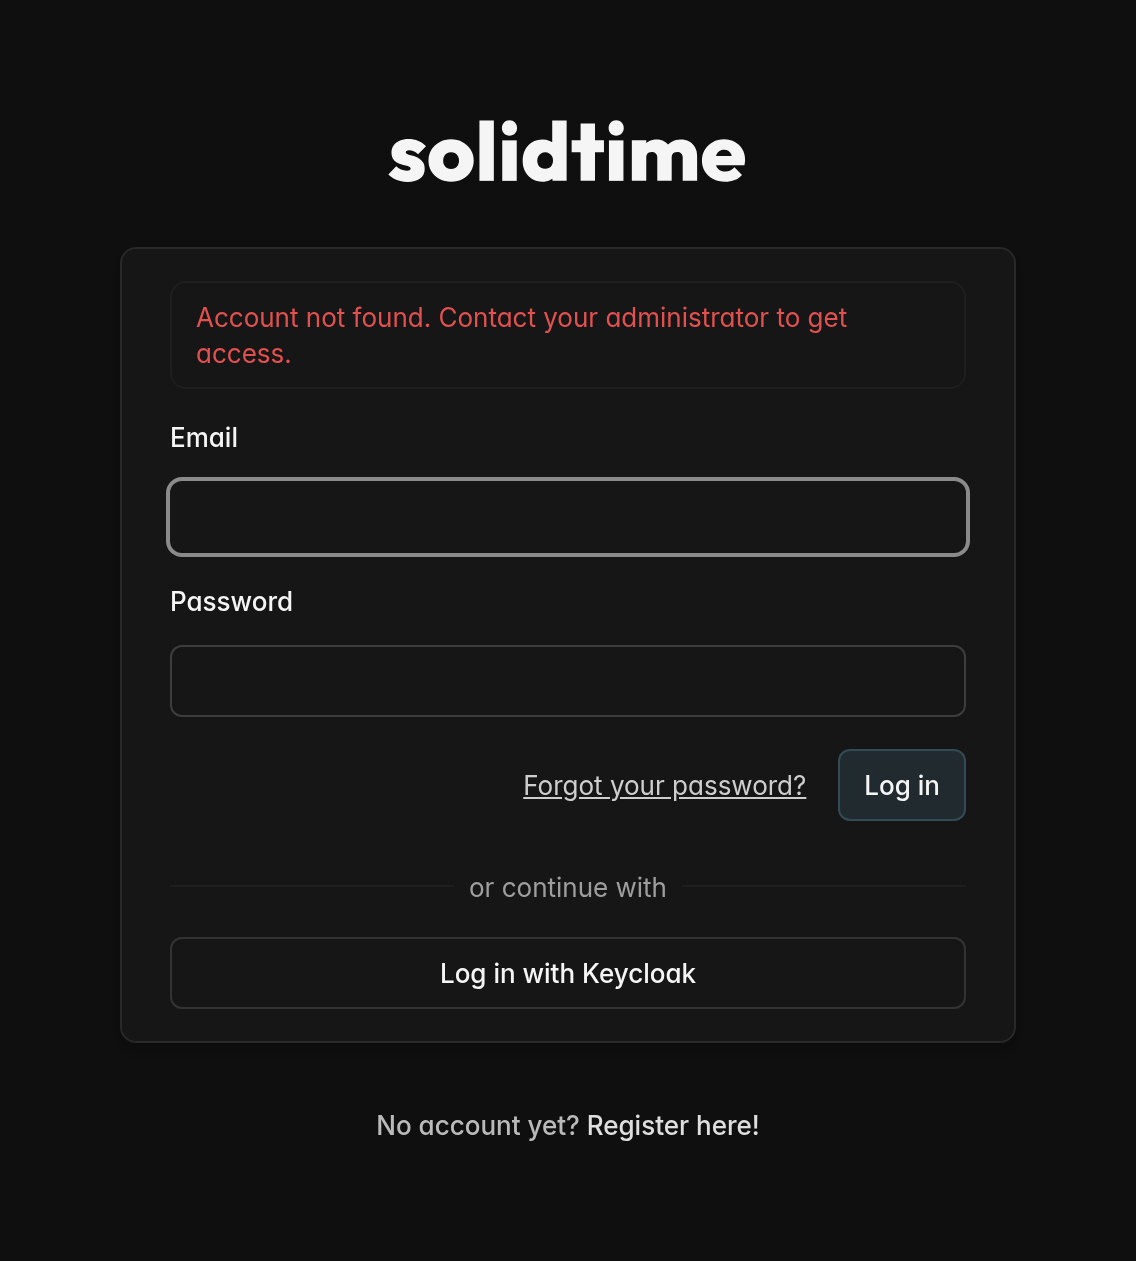 solidtime
Account not found. Contact your administrator to get
access.
Email
Password
Forgot your password?
Log in
or continue with
Log in with Keycloak
No account yet? Register here!